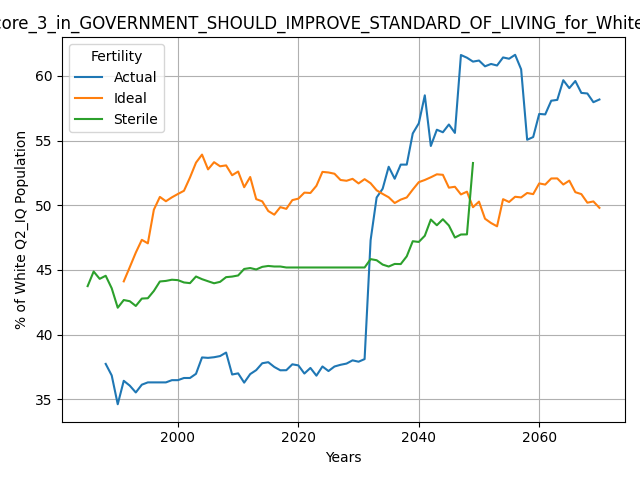 core_3_in_GOVERNMENT_SHOULD_IMPROVE_STANDARD_OF_LIVING_for_White
Fertility
Actual
Ideal
Sterile
% of White Q2_IQ Population
60
55
50
45
40
35
2000
2020
2040
2060
Years